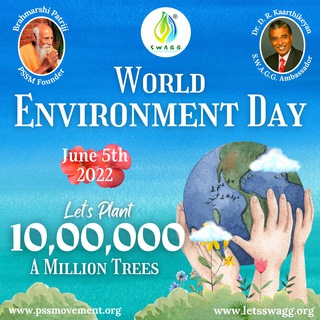 Brahmarshi Patriji
PSSM Founder
SWAGG
Dr. D. R. Kaarthikeyan
S.W.A.G.G. Ambassador
WORLD
ENVIRONMENT DAY
June 5th
2022
Let's Plant
10,00,000
A MILLION TREES
www.pssmovement.org
www.letsswagg.org